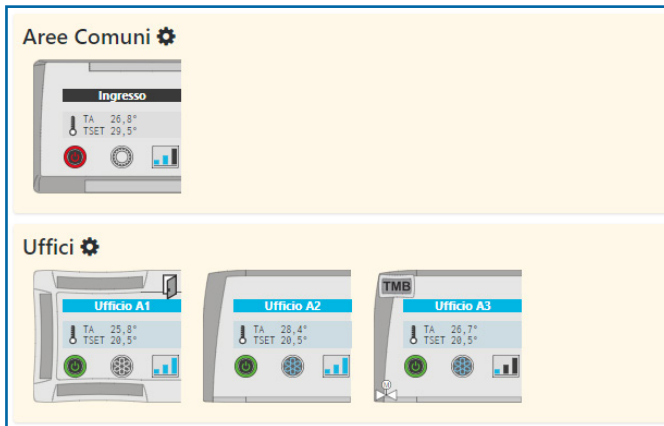 Aree Comuni
Ingresso
TA 26,8°
TSET 29,5°
Uffici
Ufficio A1
TA 25,8°
TSET 20,5°
Ufficio A2
TA 28,4°
TSET 20,5°
TMB
Ufficio A3
TA 26,7°
TSET 20,5°
M